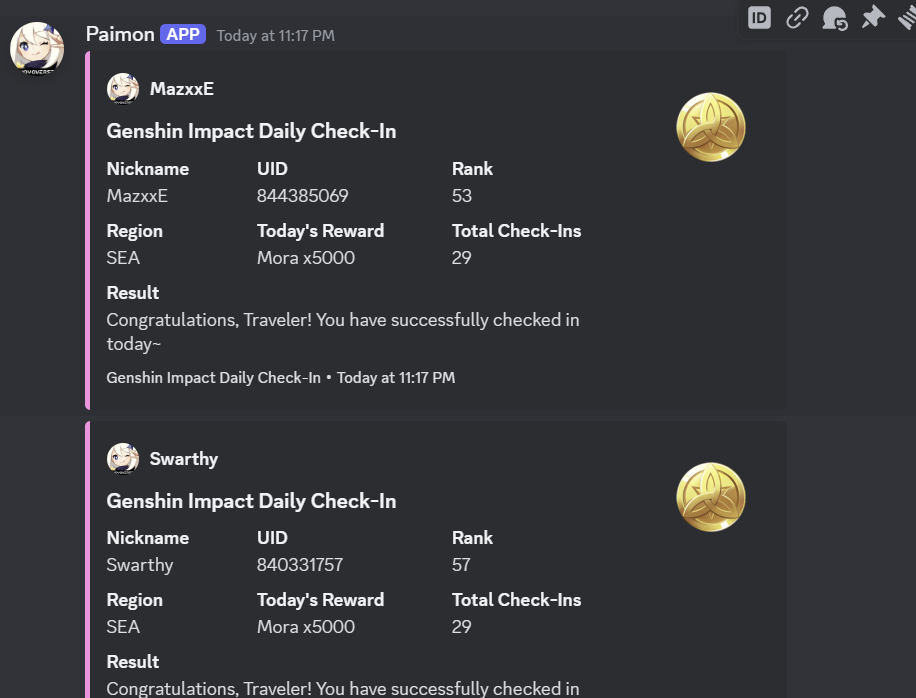 ID
Paimon APP Today at 11:17 PM
MazxxE
Genshin Impact Daily Check-In
Nickname UID Rank
MazxxE 844385069 53
Region Today's Reward Total Check-Ins
SEA Mora x5000 29
Result
Congratulations, Traveler! You have successfully checked in
today~
Genshin Impact Daily Check-In • Today at 11:17 PM
Swarthy
Genshin Impact Daily Check-In
Nickname UID Rank
Swarthy 840331757 57
Region Today's Reward Total Check-Ins
SEA Mora x5000 29
Result
Congratulations, Traveler! You have successfully checked in